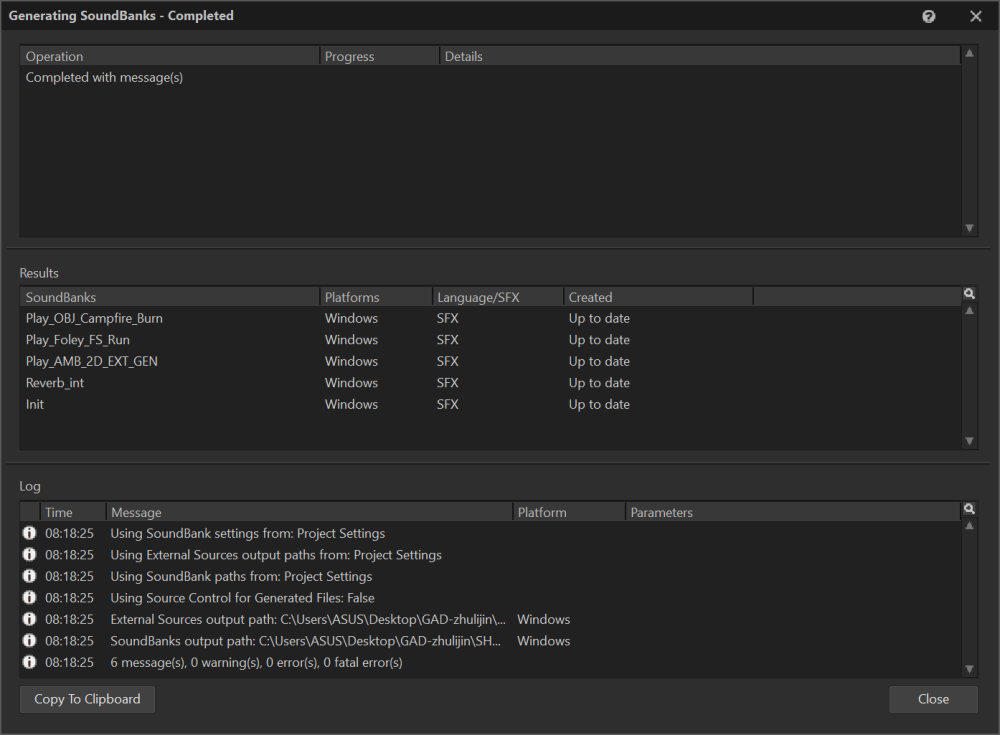 Generating SoundBanks - Completed
Operation Progress Details
Completed with message(s)
Results
SoundBanks Platforms Language/SFX Created
Play_OBJ_Campfire_Burn Windows SFX Up to date
Play_Foley_FS_Run Windows SFX Up to date
Play_AMB_2D_EXT_GEN Windows SFX Up to date
Reverb_int Windows SFX Up to date
Init Windows SFX Up to date
Log
Time Message Platform Parameters
08:18:25 Using SoundBank settings from: Project Settings
08:18:25 Using External Sources output paths from: Project Settings
08:18:25 Using SoundBank paths from: Project Settings
08:18:25 Using Source Control for Generated Files: False
08:18:25 External Sources output path: C:\Users\ASUS\Desktop\GAD-zhulijin\... Windows
08:18:25 SoundBanks output path: C:\Users\ASUS\Desktop\GAD-zhulijin\SH... Windows
08:18:25 6 message(s), 0 warning(s), 0 error(s), 0 fatal error(s)
Copy To Clipboard Close